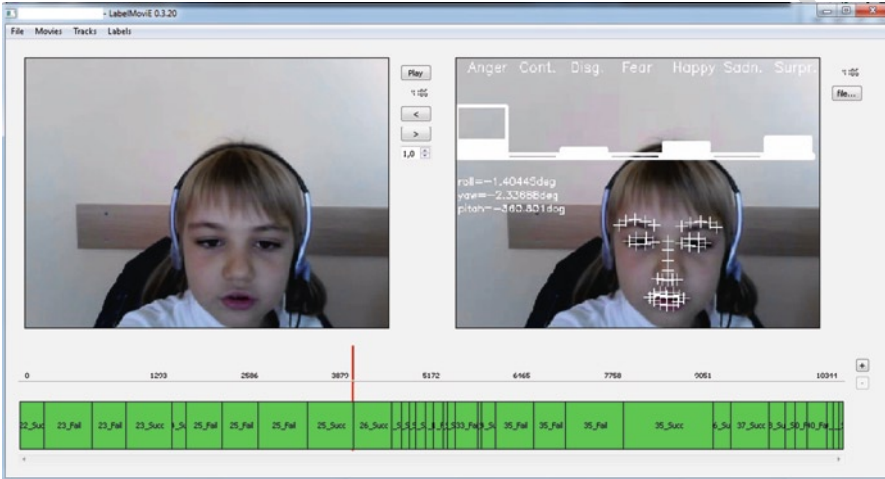 - LabelMoviE 0.3.20
File Movies Tracks Labels
Play
<
>
1,0
Anger Cont. Disg. Fear Happy Sadn. Surpr.
roll=-1.40445deg
yaw=-2.33688deg
File...
0 1293 2586 3879 5172 6465 7758 9051 10344
+
-
23_Fail 23_Fail 23_Succ 25_Fail 25_Fail 25_Fail 25_Succ 26_Succ 35_Fail 35_Fail 35_Fail 35_Succ 37_Succ